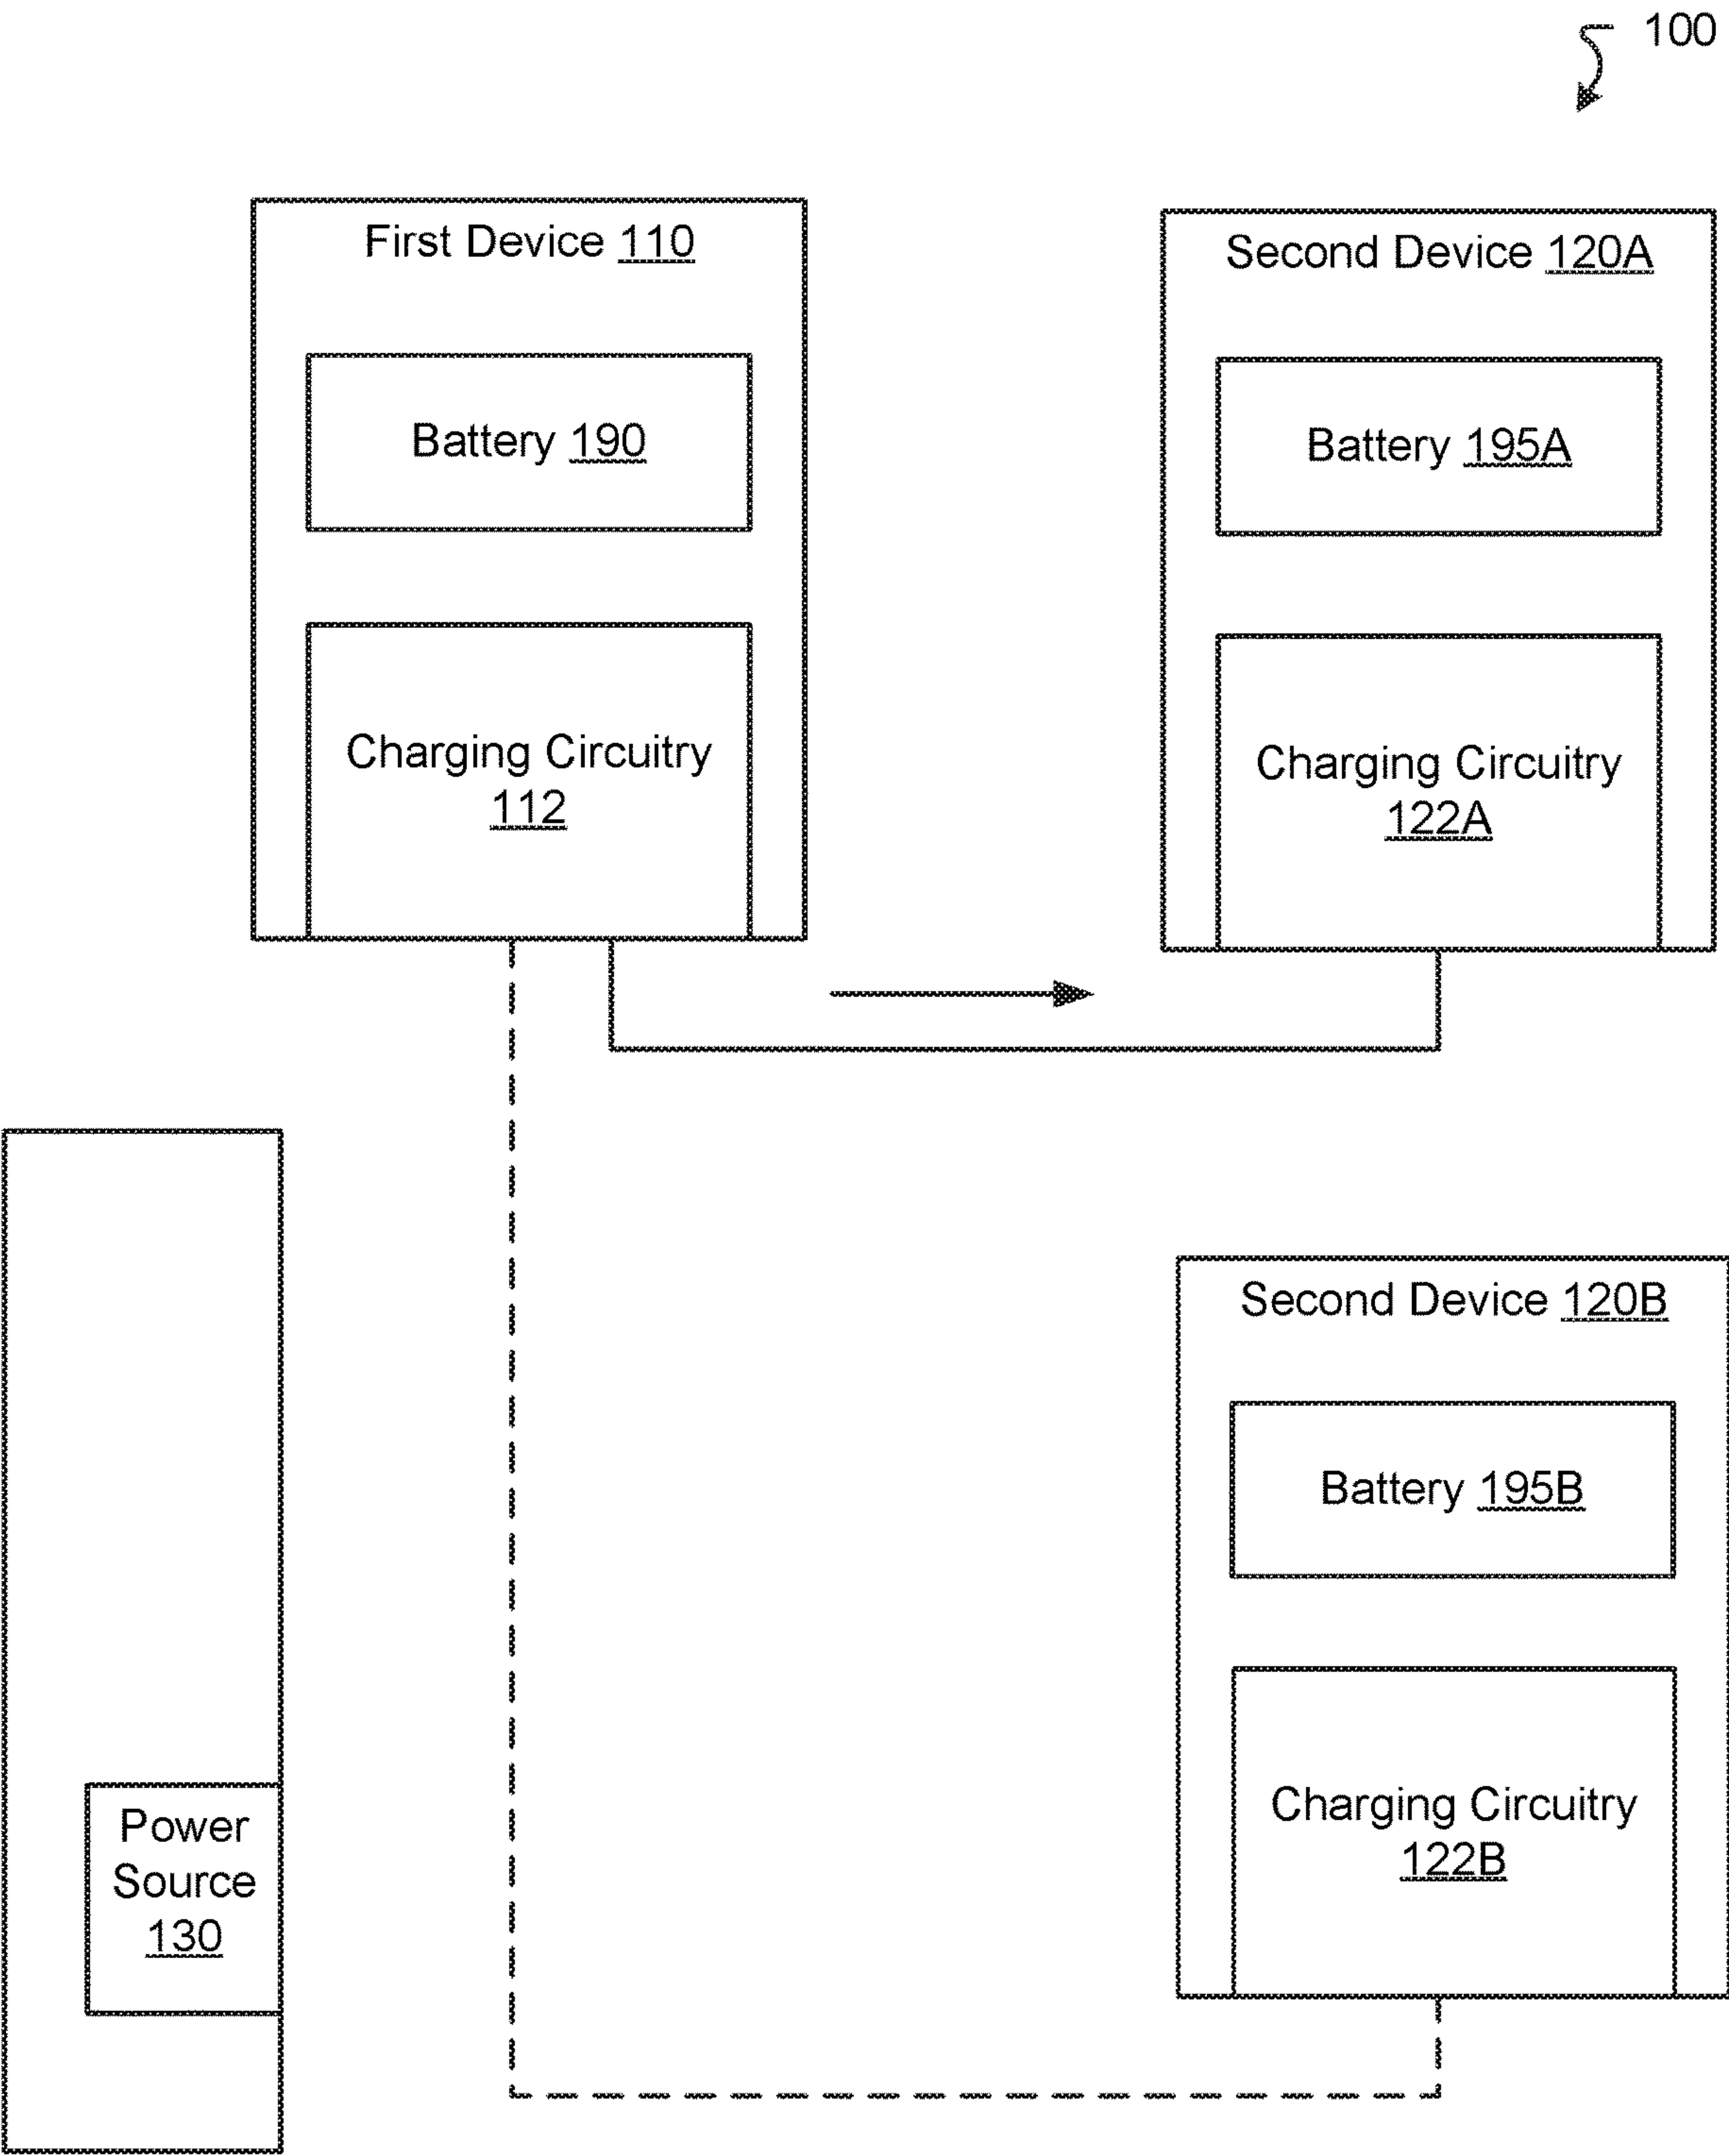 100
First Device 110
Battery 190
Charging Circuitry
112
Second Device 120A
Battery 195A
Charging Circuitry
122A
Power
Source
130
Second Device 120B
Battery 195B
Charging Circuitry
122B